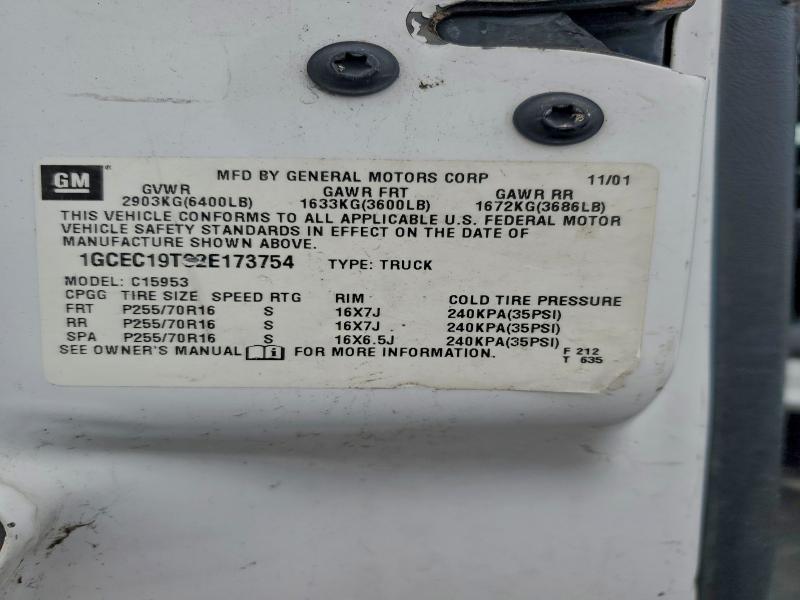 GM
MFD BY GENERAL MOTORS CORP 11/01
GVWR GAWR FRT GAWR RR
2903KG(6400LB) 1633KG(3600LB) 1672KG(3686LB)
THIS VEHICLE CONFORMS TO ALL APPLICABLE U.S. FEDERAL MOTOR
VEHICLE SAFETY STANDARDS IN EFFECT ON THE DATE OF
MANUFACTURE SHOWN ABOVE.
TYPE: TRUCK
MODEL: C15953
CPGG TIRE SIZE SPEED RTG RIM COLD TIRE PRESSURE
FRT P255/70R16 S 16X7J 240KPA(35PSI)
RR P255/70R16 S 16X7J 240KPA(35PSI)
SPA P255/70R16 S 16X6.5J 240KPA(35PSI)
SEE OWNER'S MANUAL FOR MORE INFORMATION.
F 212
T 635